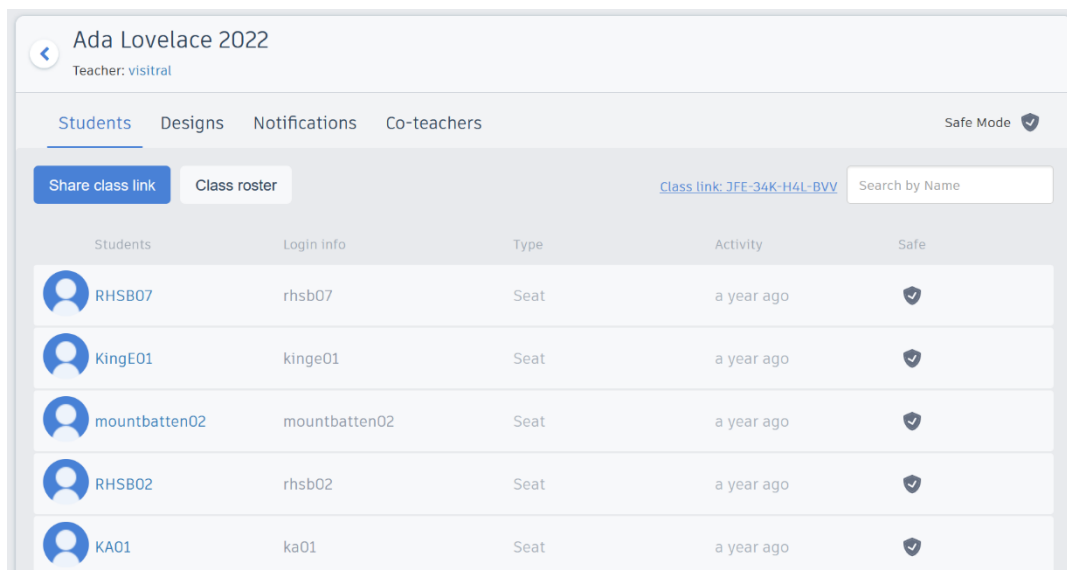 Ada Lovelace 2022
Teacher: visitral
Students Designs Notifications Co-teachers Safe Mode
Share class link Class roster Class link: JFE-34K-H4L-BVV Search by Name
Students Login info Type Activity Safe
RHSB07 rhsb07 Seat a year ago
KingE01 kinge01 Seat a year ago
mountbatten02 mountbatten02 Seat a year ago
RHSB02 rhsb02 Seat a year ago
KA01 ka01 Seat a year ago